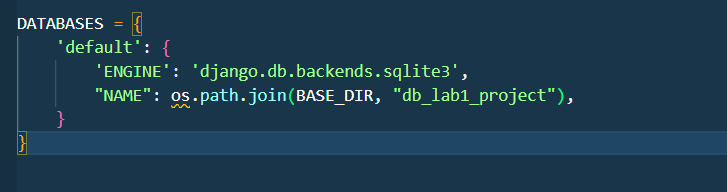 DATABASES = {
    'default': {
        'ENGINE': 'django.db.backends.sqlite3',
        "NAME": os.path.join(BASE_DIR, "db_lab1_project"),
    }
}